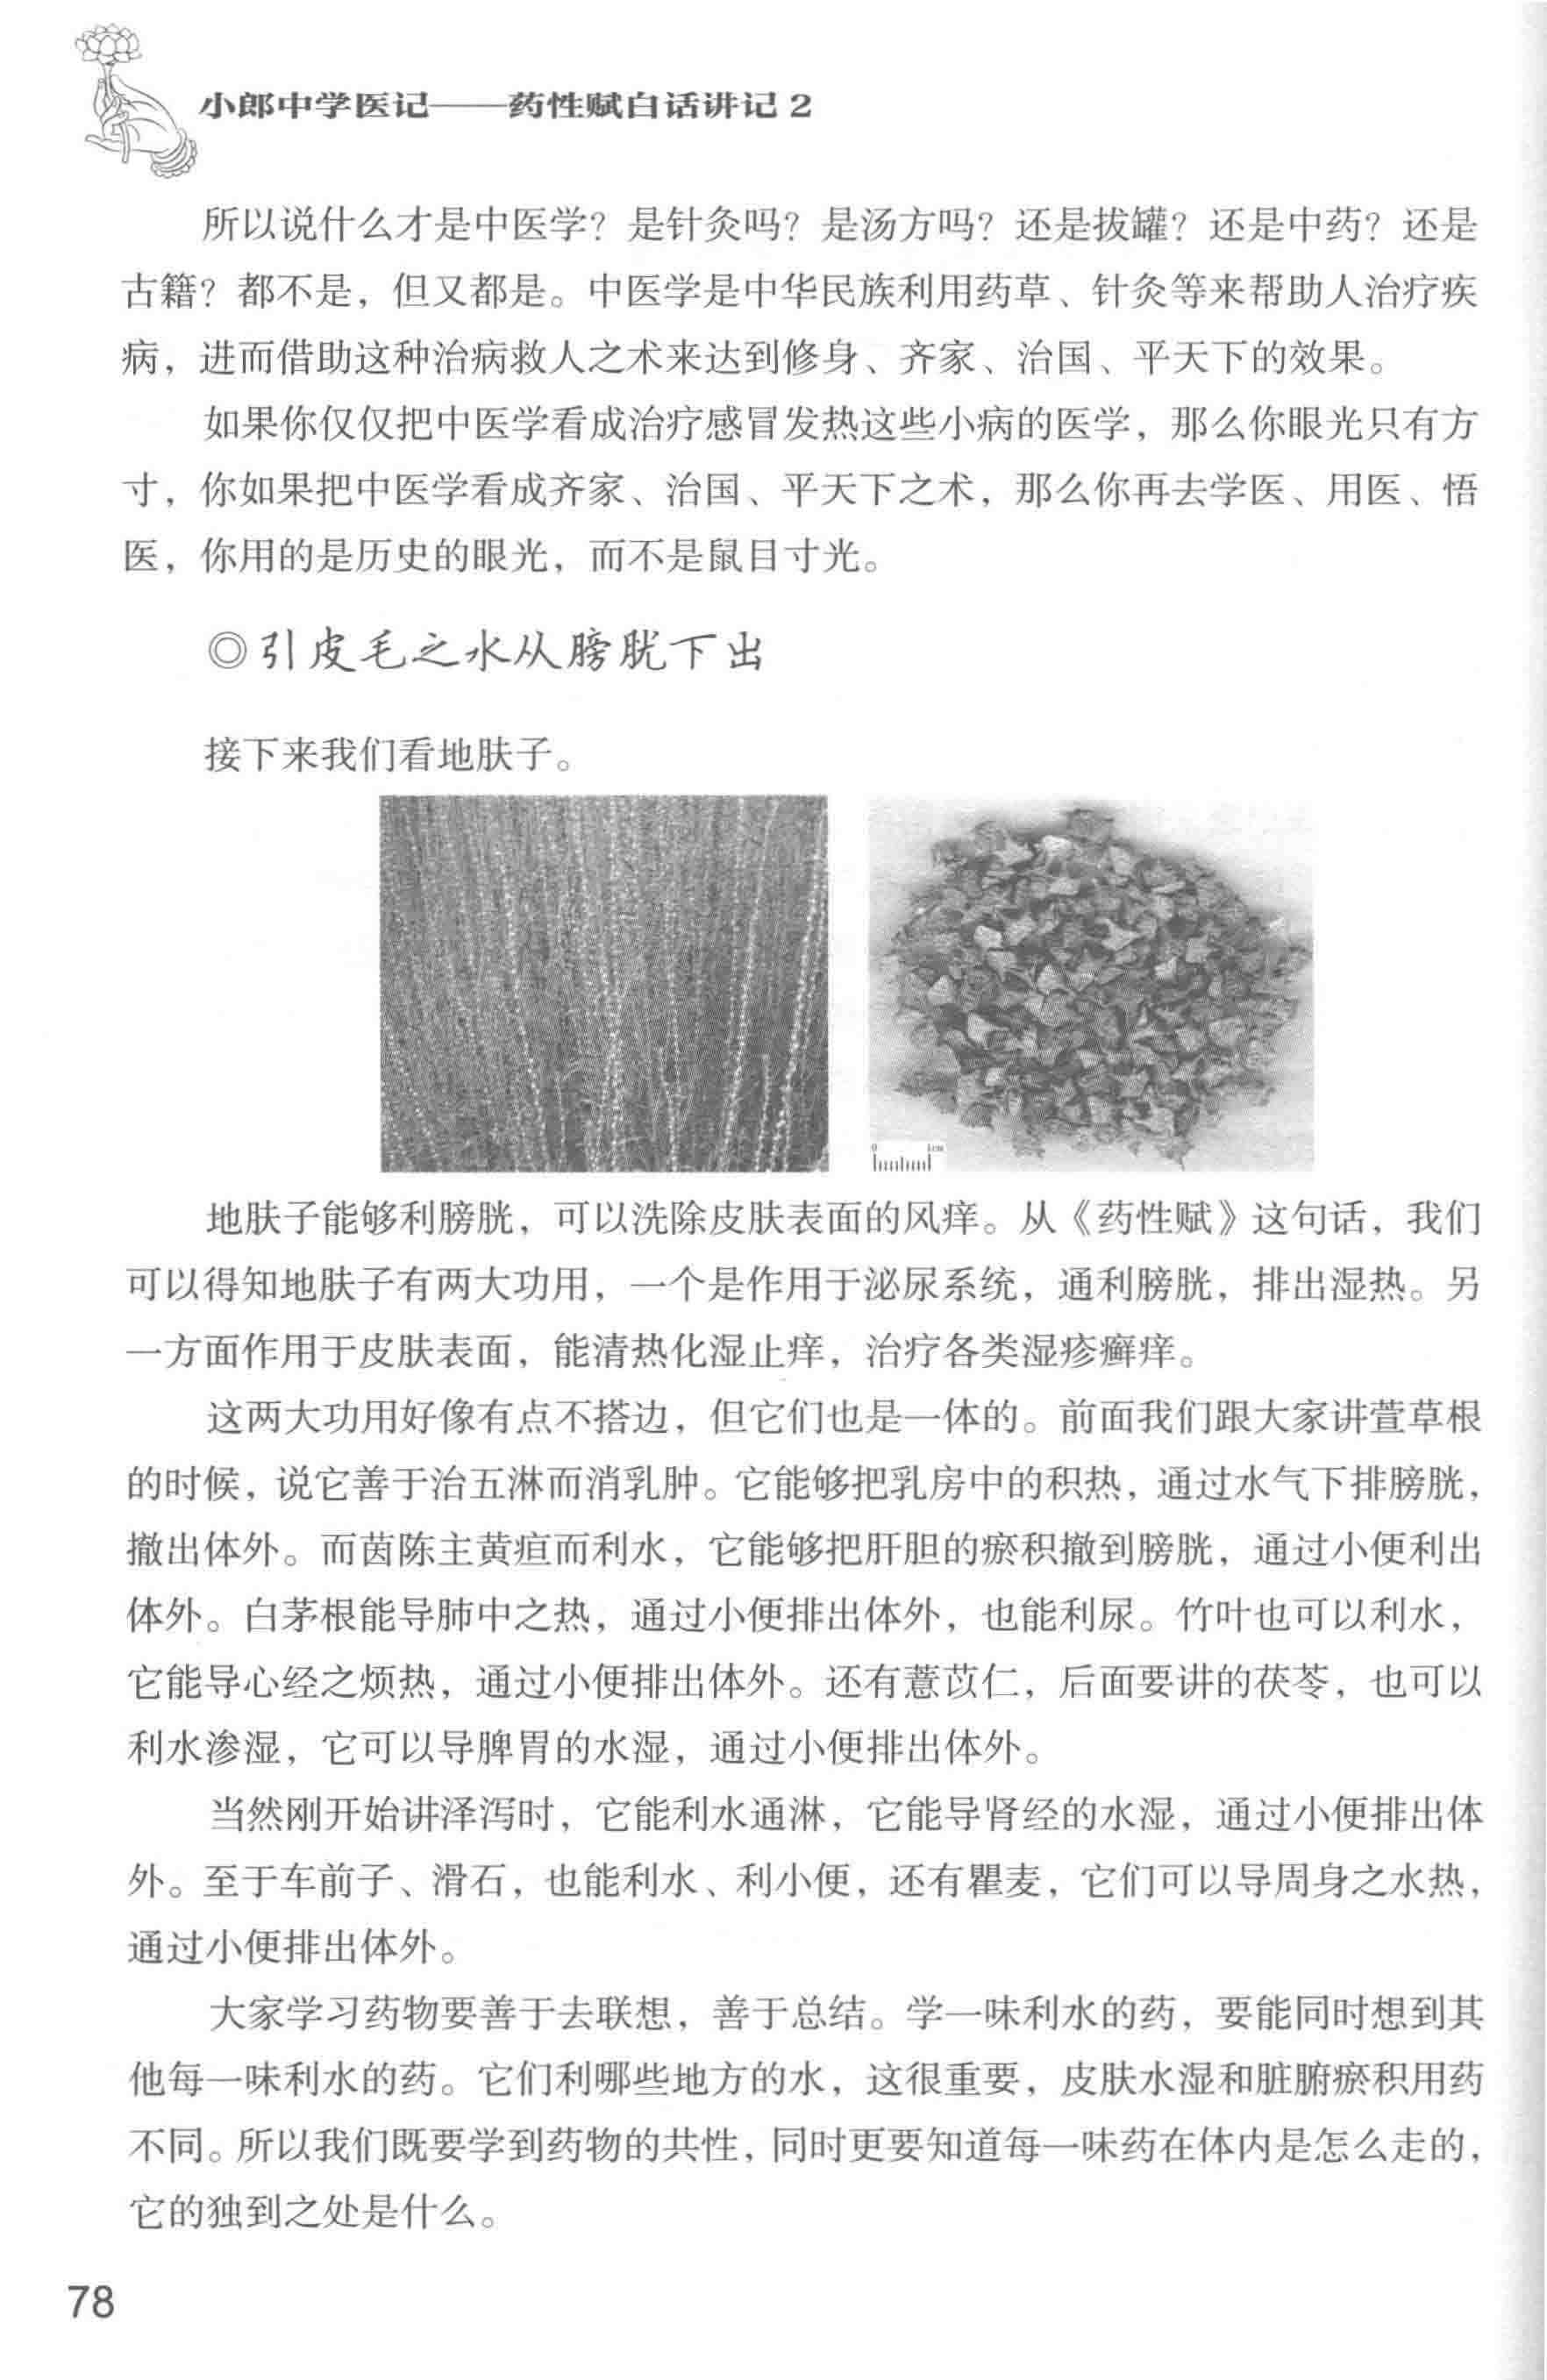 小郎中学医记——药性赋白话讲记 2
所以说什么才是中医学？是针灸吗？是汤方吗？还是拔罐？还是中药？还是
古籍？都不是，但又都是。中医学是中华民族利用药草、针灸等来帮助人治疗疾
病，进而借助这种治病救人之术来达到修身、齐家、治国、平天下的效果。
如果你仅仅把中医学看成治疗感冒发热这些小病的医学，那么你眼光只有方
寸，你如果把中医学看成齐家、治国、平天下之术，那么你再去学医、用医、悟
医，你用的是历史的眼光，而不是鼠目寸光。
◎引皮毛之水从膀胱下出
接下来我们看地肤子。
0 1cm
地肤子能够利膀胱，可以洗除皮肤表面的风痒。从《药性赋》这句话，我们
可以得知地肤子有两大功用，一个是作用于泌尿系统，通利膀胱，排出湿热。另
一方面作用于皮肤表面，能清热化湿止痒，治疗各类湿疹癣痒。
这两大功用好像有点不搭边，但它们也是一体的。前面我们跟大家讲萱草根
的时候，说它善于治五淋而消乳肿。它能够把乳房中的积热，通过水气下排膀胱，
撤出体外。而茵陈主黄疸而利水，它能够把肝胆的瘀积撤到膀胱，通过小便利出
体外。白茅根能导肺中之热，通过小便排出体外，也能利尿。竹叶也可以利水，
它能导心经之烦热，通过小便排出体外。还有薏苡仁，后面要讲的茯苓，也可以
利水渗湿，它可以导脾胃的水湿，通过小便排出体外。
当然刚开始讲泽泻时，它能利水通淋，它能导肾经的水湿，通过小便排出体
外。至于车前子、滑石，也能利水、利小便，还有瞿麦，它们可以导周身之水热，
通过小便排出体外。
大家学习药物要善于去联想，善于总结。学一味利水的药，要能同时想到其
他每一味利水的药。它们利哪些地方的水，这很重要，皮肤水湿和脏腑瘀积用药
不同。所以我们既要学到药物的共性，同时更要知道每一味药在体内是怎么走的，
它的独到之处是什么。
78